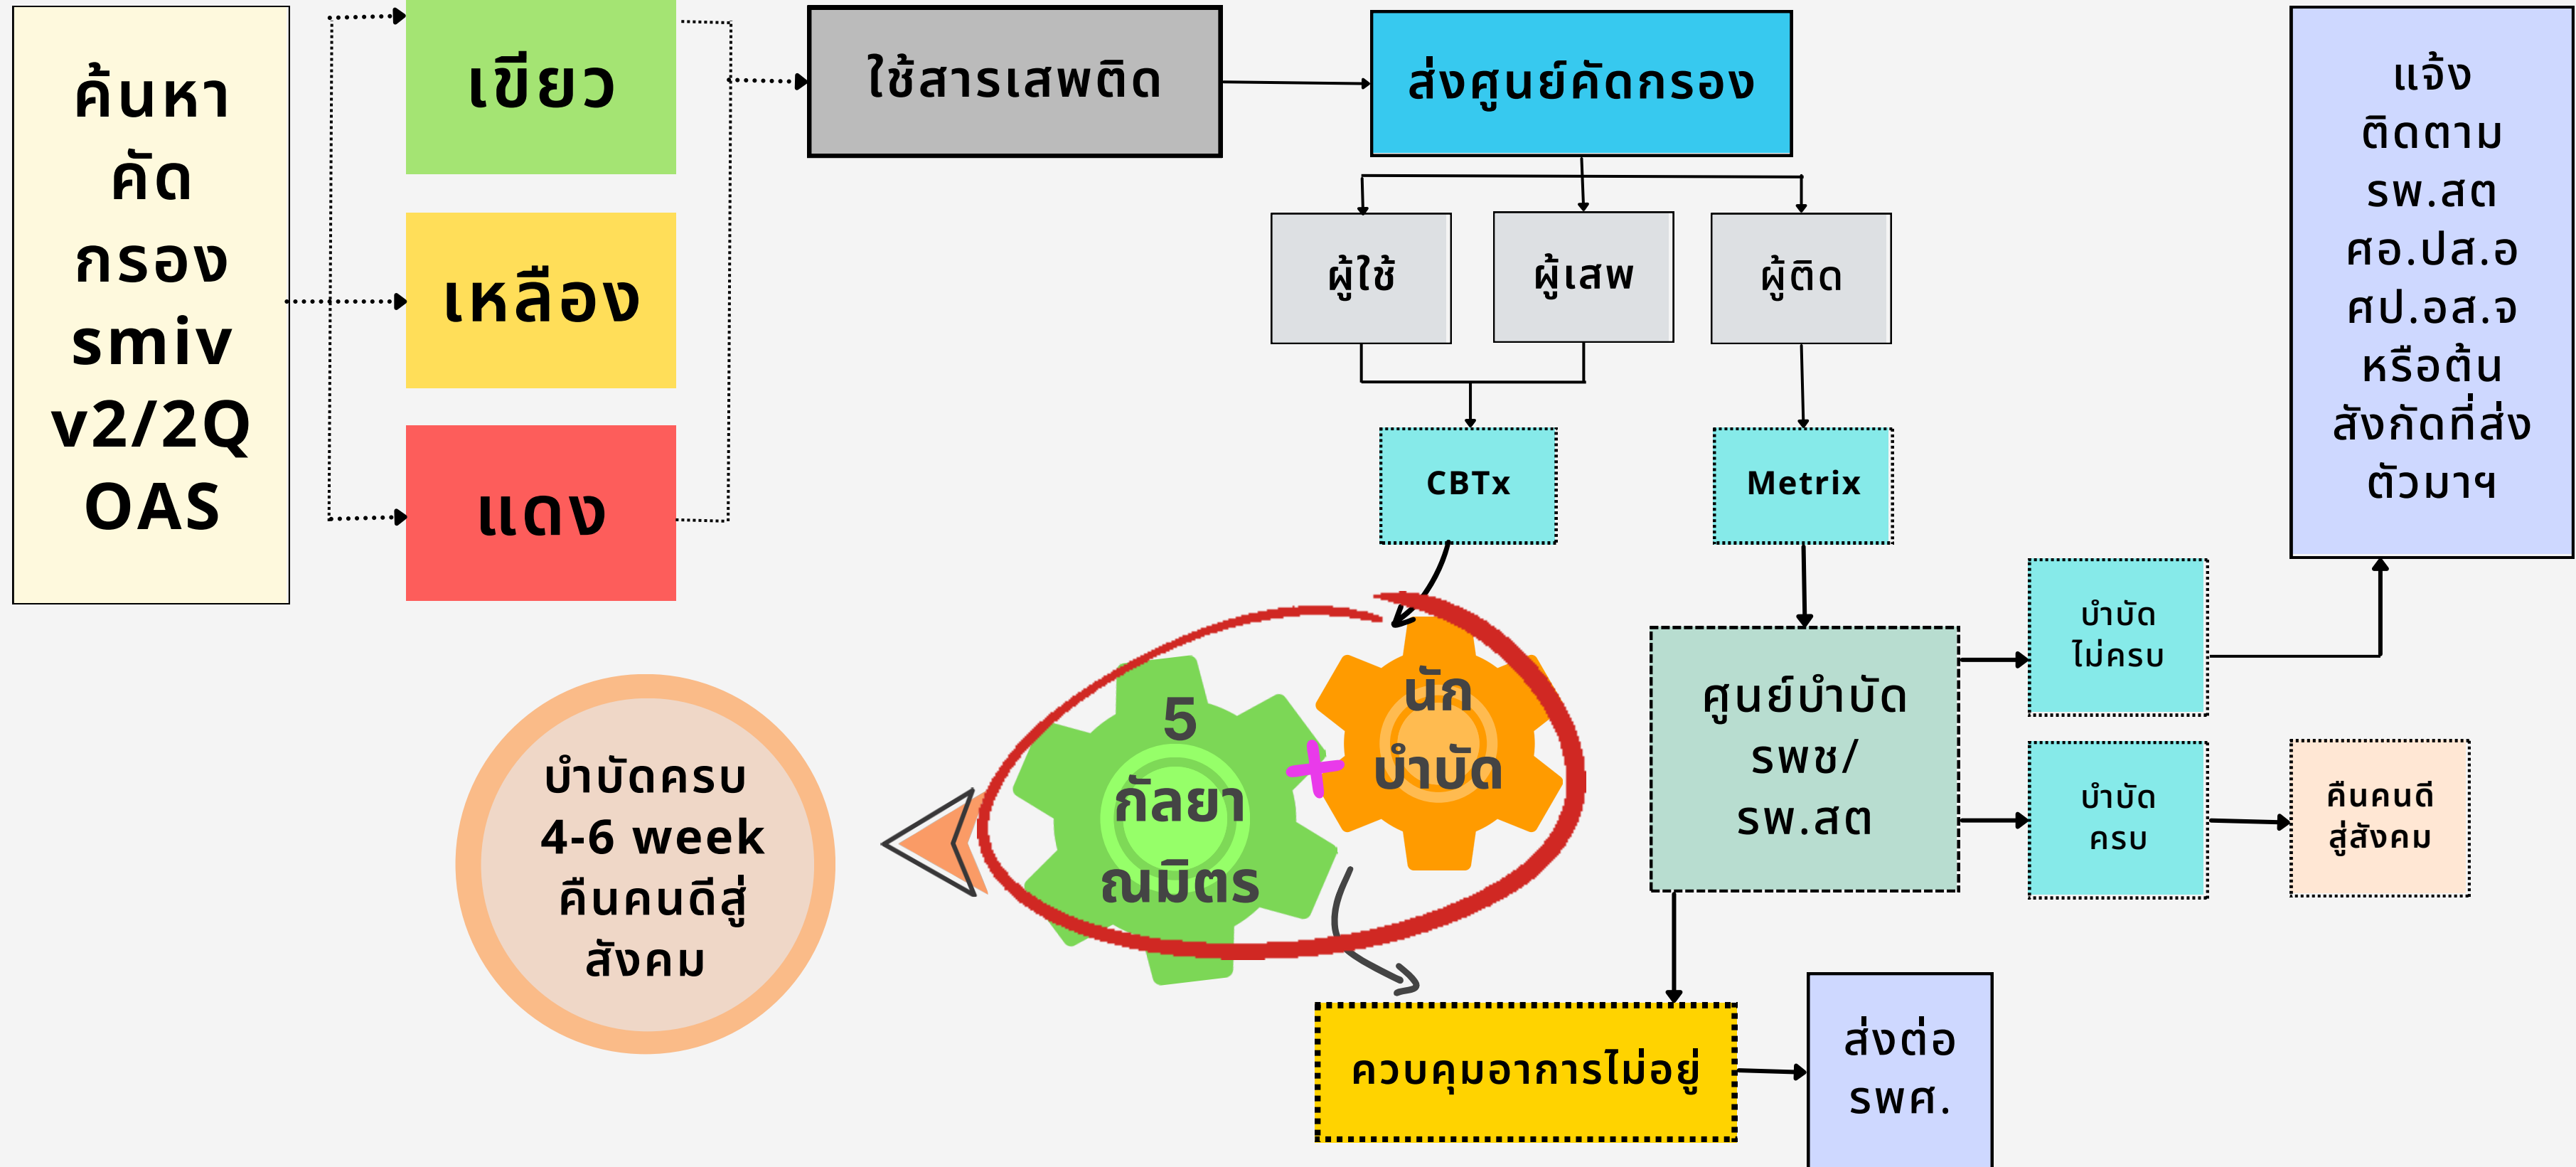 ค้นหา
คัด
กรอง
smiv
v2/2Q
OAS
เขียว
เหลือง
แดง
ใช้สารเสพติด
ส่งศูนย์คัดกรอง
ผู้ใช้
ผู้เสพ
ผู้ติด
CBTx
Metrix
แจ้ง
ติดตาม
รพ.สต
ศอ.ปส.อ
ศป.อส.จ
หรือต้น
สังกัดที่ส่ง
ตัวมาฯ
บำบัด
ไม่ครบ
นัก
บำบัด
5
กัลยา
ณมิตร
ศูนย์บำบัด
รพช/
รพ.สต
บำบัด
ครบ
คืนคนดี
สู่สังคม
บำบัดครบ
4-6 week
คืนคนดีสู่
สังคม
ควบคุมอาการไม่อยู่
ส่งต่อ
รพศ.